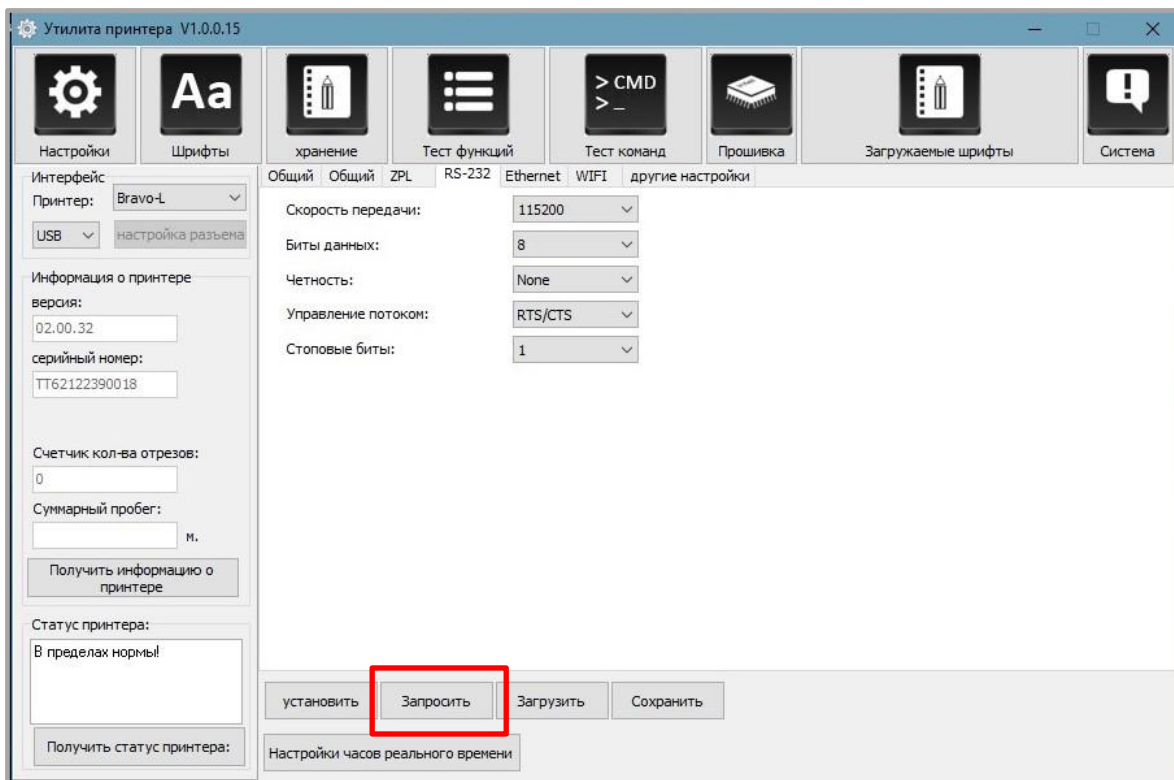 Утилита принтера V1.0.0.15
Aa
> CMD
> _
Настройки
Шрифты
хранение
Тест функций
Тест команд
Прошивка
Загружаемые шрифты
Система
Интерфейс
Принтер: Bravo-L
USB настройка разъема
Информация о принтере
версия:
02.00.32
серийный номер:
TT62122390018
Счетчик кол-ва отрезов:
0
Суммарный пробег:
м.
Получить информацию о
принтере
Статус принтера:
В пределах нормы!
Получить статус принтера:
Общий Общий ZPL RS-232 Ethernet WIFI другие настройки
Скорость передачи: 115200
Биты данных: 8
Четность: None
Управление потоком: RTS/CTS
Стоповые биты: 1
установить Запросить Загрузить Сохранить
Настройки часов реального времени